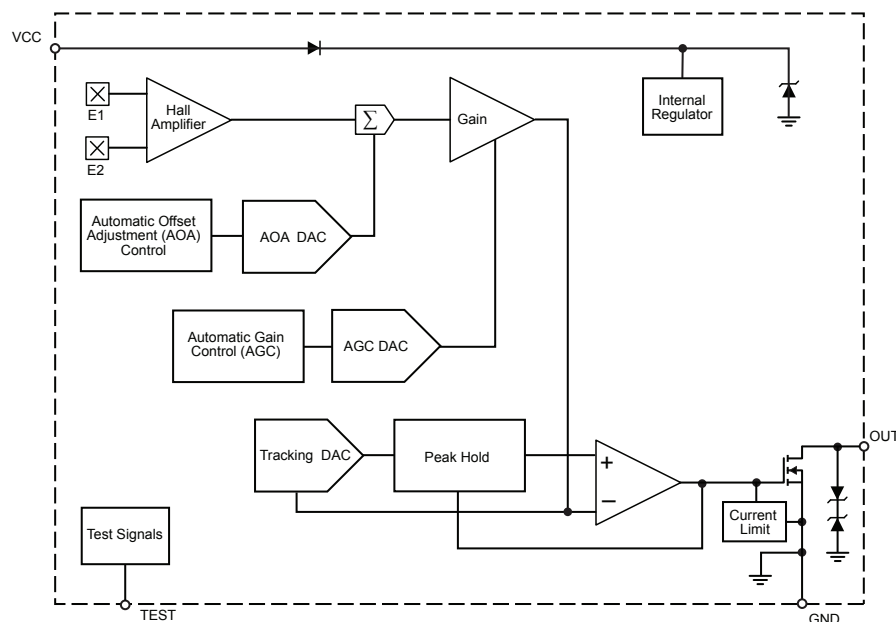 VCC
E1
E2
Hall
Amplifier
Σ
Gain
Internal
Regulator
Automatic Offset
Adjustment (AOA)
Control
AOA DAC
Automatic Gain
Control (AGC)
AGC DAC
Tracking DAC
Peak Hold
+
−
OUT
Current
Limit
Test Signals
TEST
GND